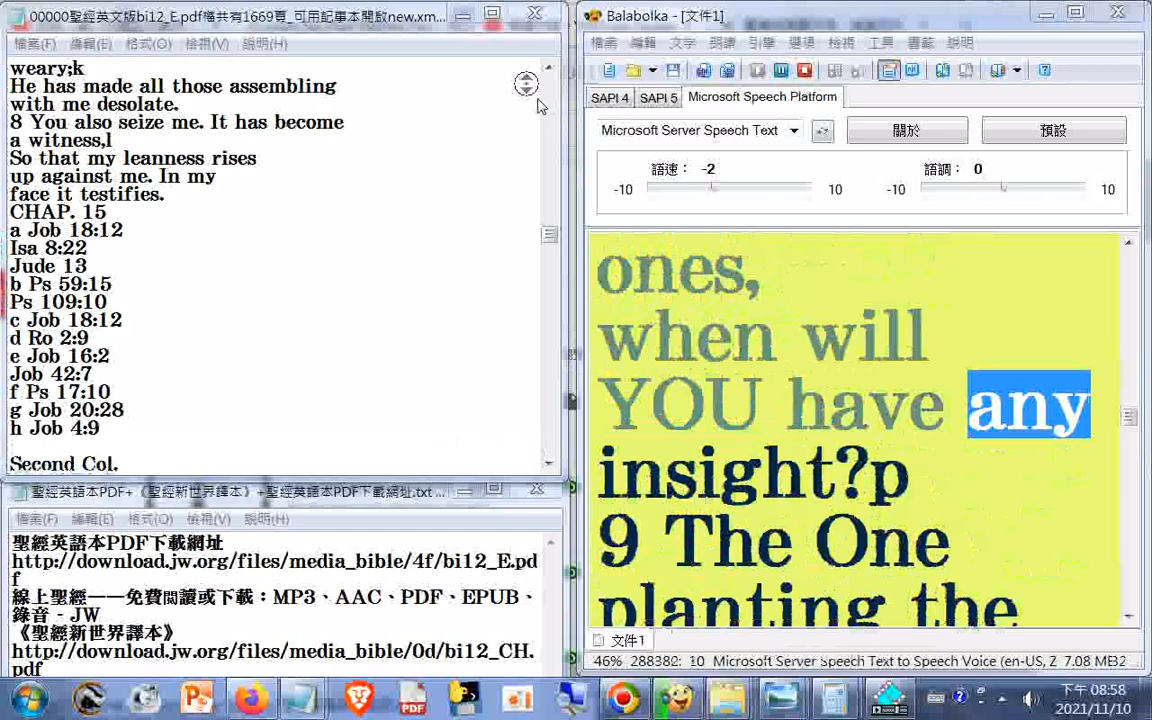 00000聖經英文版bi12_E.pdf檔共有1669頁_可用記事本開啟new.xm...
檔案(F) 編輯(E) 格式(O) 檢視(V) 說明(H)
weary;k
He has made all those assembling
with me desolate.
8 You also seize me. It has become
a witness,l
So that my leanness rises
up against me. In my
face it testifies.
CHAP. 15
a Job 18:12
Isa 8:22
Jude 13
b Ps 59:15
Ps 109:10
c Job 18:12
d Ro 2:9
e Job 16:2
Job 42:7
f Ps 17:10
g Job 20:28
h Job 4:9
Second Col.
聖經英語本PDF+《聖經新世界譯本》+聖經英語本PDF下載網址.txt ...
檔案(F) 編輯(E) 格式(O) 檢視(V) 說明(H)
聖經英語本PDF下載網址
http://download.jw.org/files/media_bible/4f/bi12_E.pd
f
線上聖經——免費閱讀或下載：MP3、AAC、PDF、EPUB、
錄音 - JW
《聖經新世界譯本》
http://download.jw.org/files/media_bible/0d/bi12_CH.
pdf
Balabolka - [文件1]
檔案 編輯 文字 朗讀 引擎 選項 檢視 工具 書籤 說明
SAPI 4 SAPI 5 Microsoft Speech Platform
Microsoft Server Speech Text 關於 預設
語速： -2 語調： 0
-10 10 -10 10
ones,
when will
YOU have any
insight?p
9 The One
planting the
文件1
46% 288382: 10 Microsoft Server Speech Text to Speech Voice (en-US, Z 7.08 MB32
下午 08:58
2021/11/10